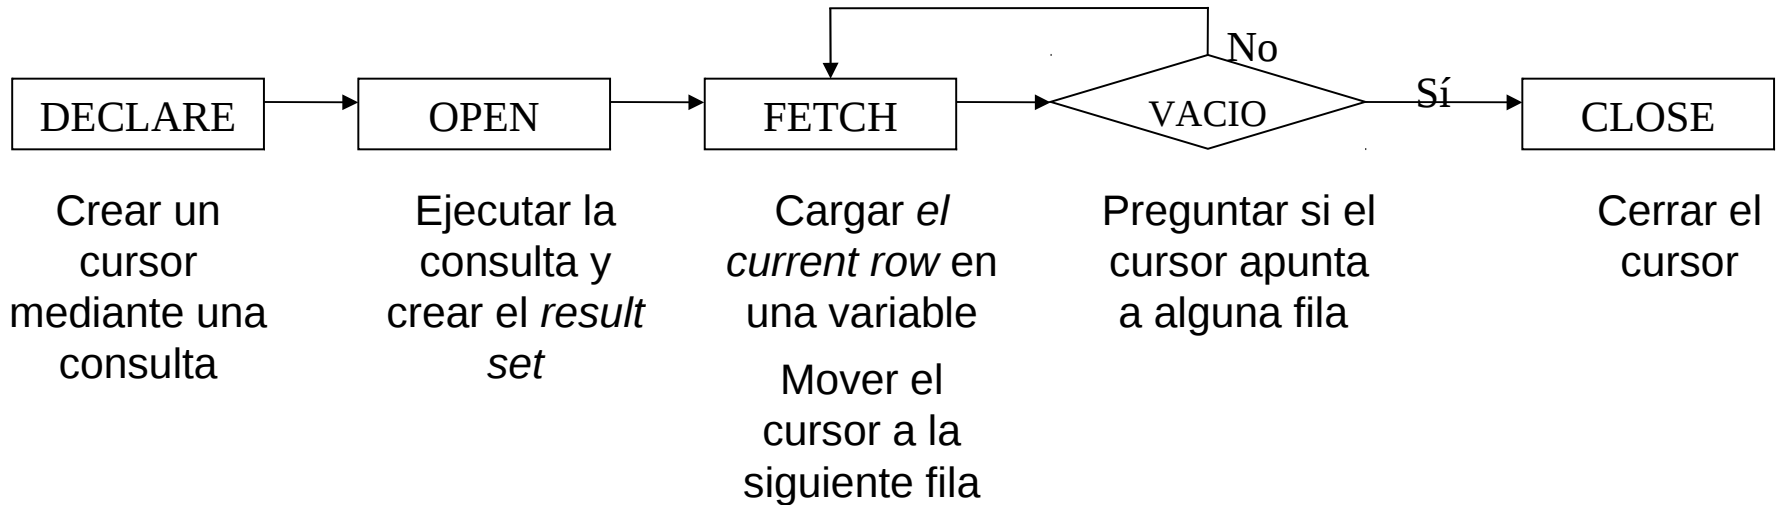 No
Sí
DECLARE
OPEN
FETCH
VACIO
CLOSE
Crear un
cursor
mediante una
consulta
Ejecutar la
consulta y
crear el result
set
Cargar el
current row en
una variable
Mover el
cursor a la
siguiente fila
Preguntar si el
cursor apunta
a alguna fila
Cerrar el
cursor